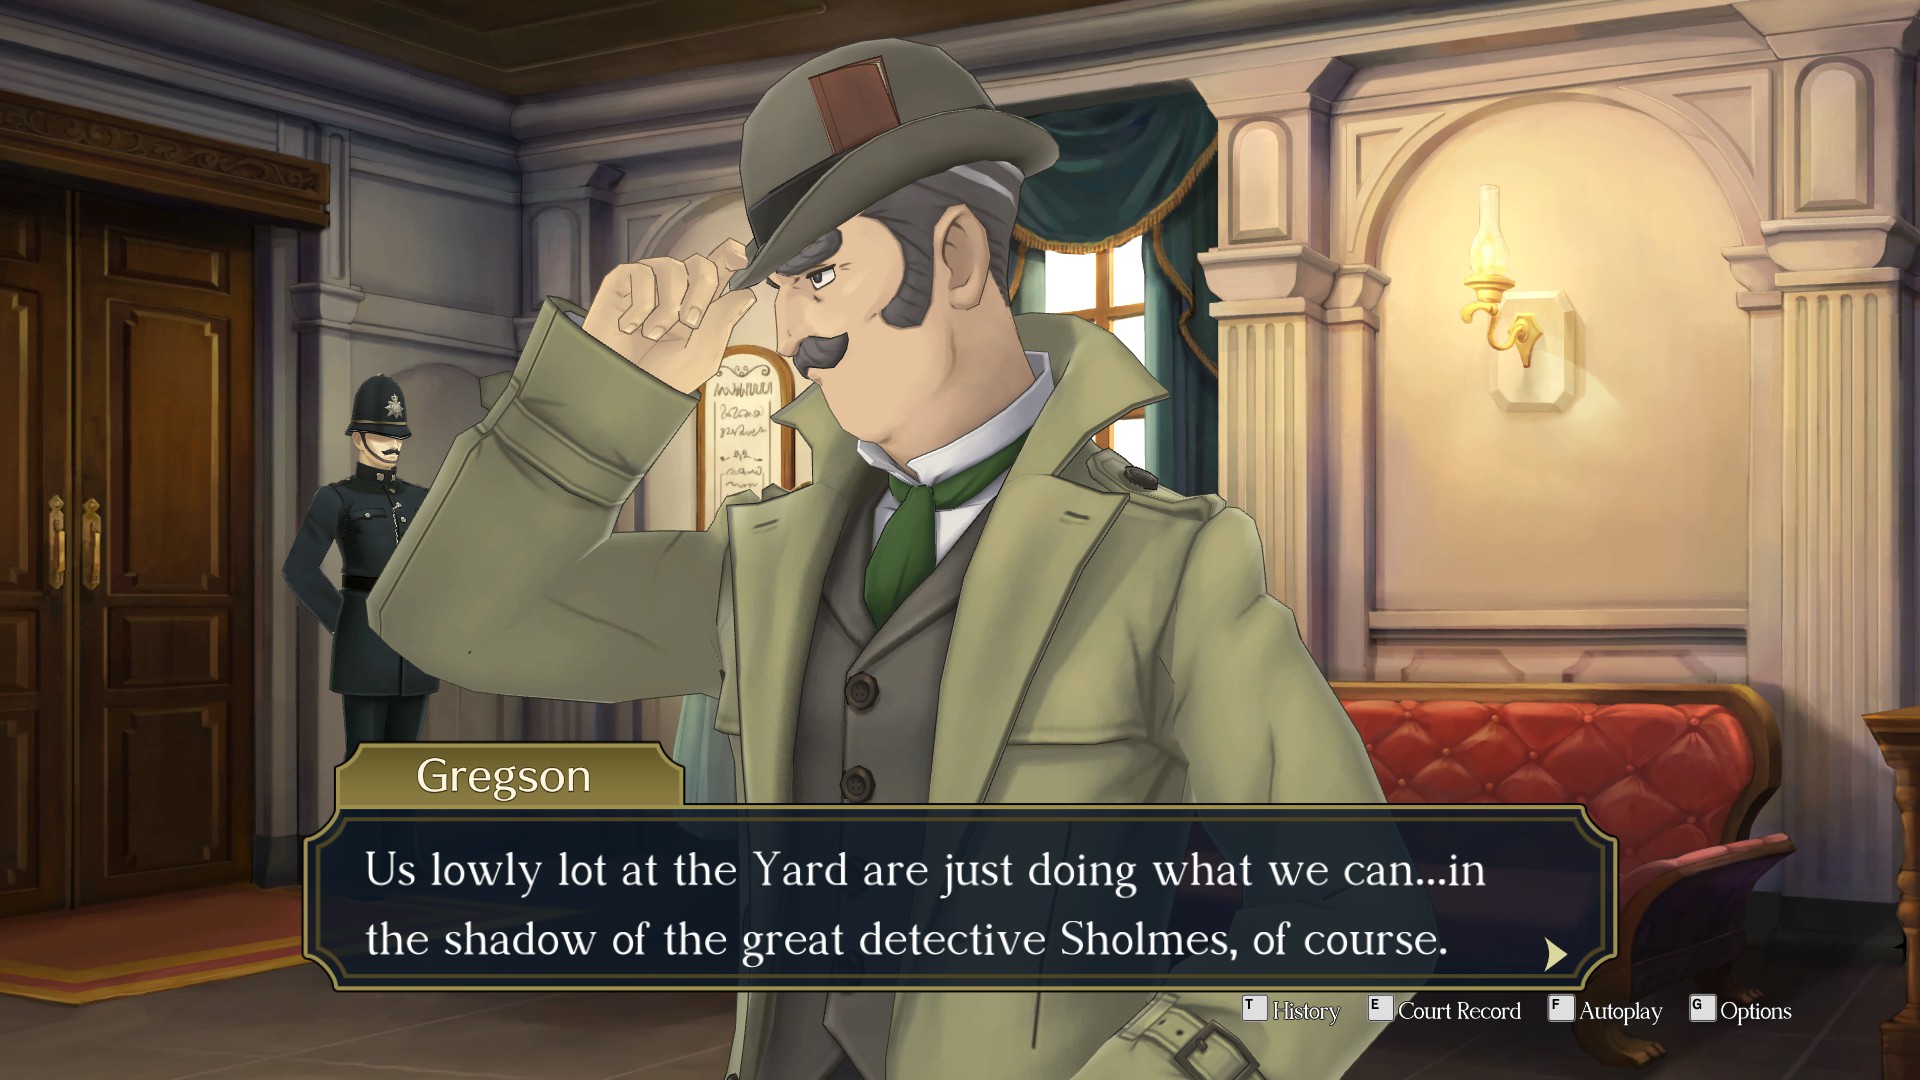 Gregson
Us lowly lot at the Yard are just doing what we can...in
the shadow of the great detective Sholmes, of course.
T History E Court Record F Autoplay G Options